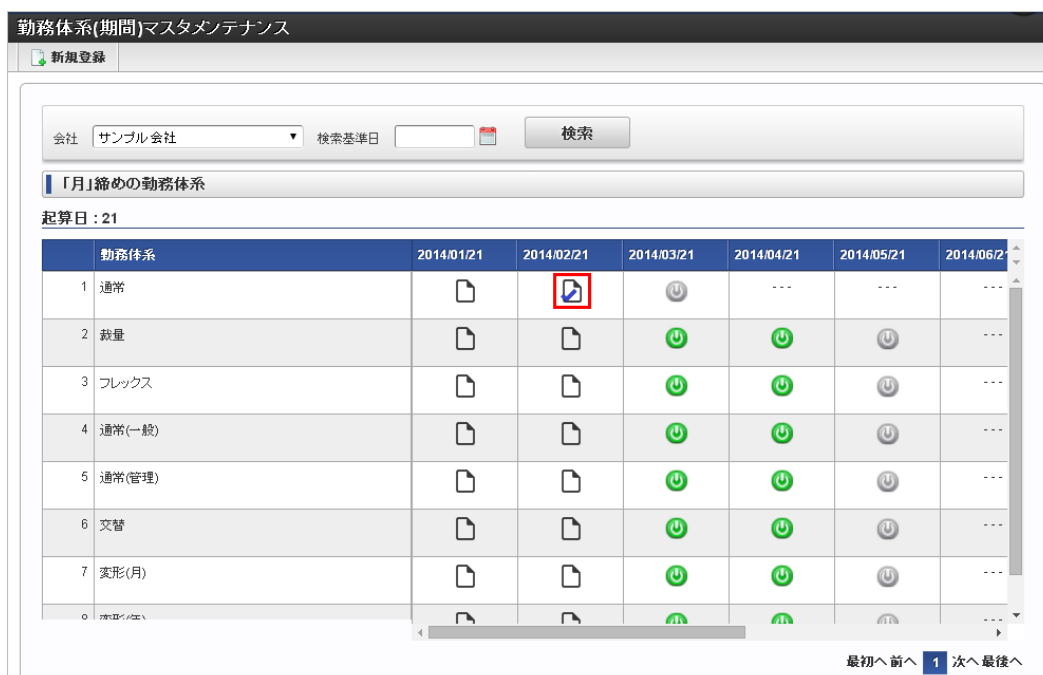 勤務体系(期間)マスタメンテナンス
新規登録
会社 サンプル会社 検索基準日 検索
「月」締めの勤務体系
起算日：21
勤務体系 2014/01/21 2014/02/21 2014/03/21 2014/04/21 2014/05/21 2014/06/21
1 通常 --- --- ---
2 裁量 ---
3 フレックス ---
4 通常(一般) ---
5 通常(管理) ---
6 交替 ---
7 変形(月) ---
8 変形(年) ---
最初へ 前へ 1 次へ 最後へ